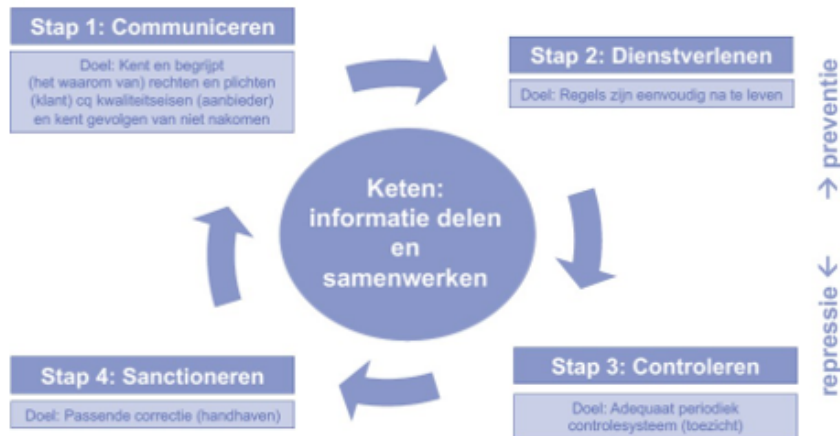 Stap 1: Communiceren
Doel: Kent en begrijpt
(het waarom van) rechten en plichten
(klant) cq kwaliteitseisen (aanbieder)
en kent gevolgen van niet nakomen
Stap 2: Dienstverlenen
Doel: Regels zijn eenvoudig na te leven
Keten:
informatie delen
en
samenwerken
Stap 3: Controleren
Doel: Adequaat periodiek
controlesysteem (toezicht)
Stap 4: Sanctioneren
Doel: Passende correctie (handhaven)
→ preventie
repressie ←